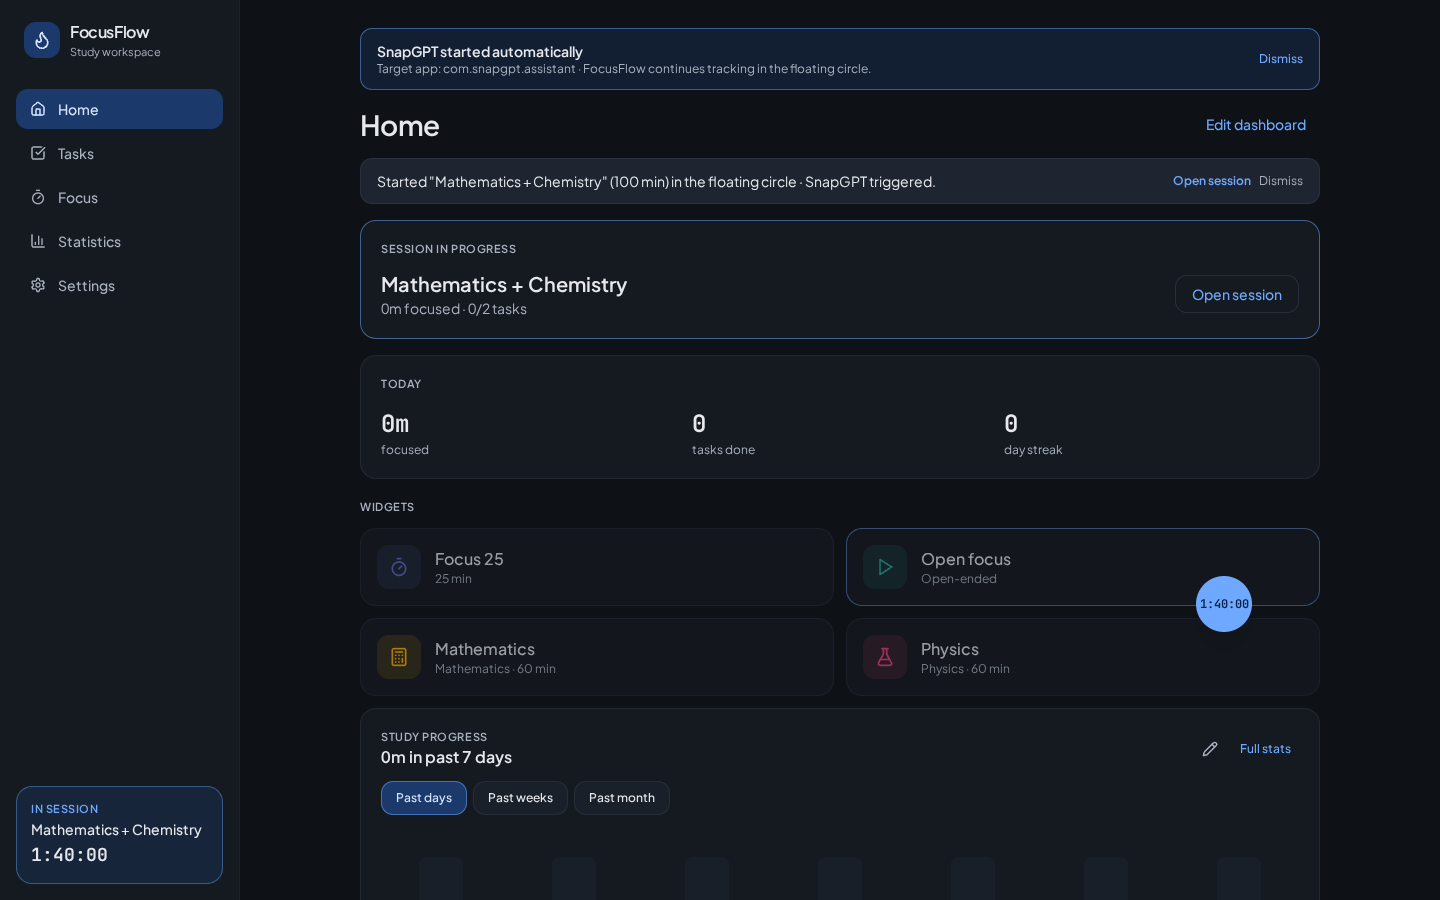 FocusFlow
Study workspace
Home
Tasks
Focus
Statistics
Settings
IN SESSION
Mathematics + Chemistry
1:40:00
SnapGPT started automatically
Target app: com.snapgpt.assistant · FocusFlow continues tracking in the floating circle.
Dismiss
Home
Edit dashboard
Started "Mathematics + Chemistry" (100 min) in the floating circle · SnapGPT triggered.
Open session Dismiss
SESSION IN PROGRESS
Mathematics + Chemistry
0m focused · 0/2 tasks
Open session
TODAY
0m
focused
0
tasks done
0
day streak
WIDGETS
Focus 25
25 min
Open focus
Open-ended
1:40:00
Mathematics
Mathematics · 60 min
Physics
Physics · 60 min
STUDY PROGRESS
0m in past 7 days
Full stats
Past days
Past weeks
Past month